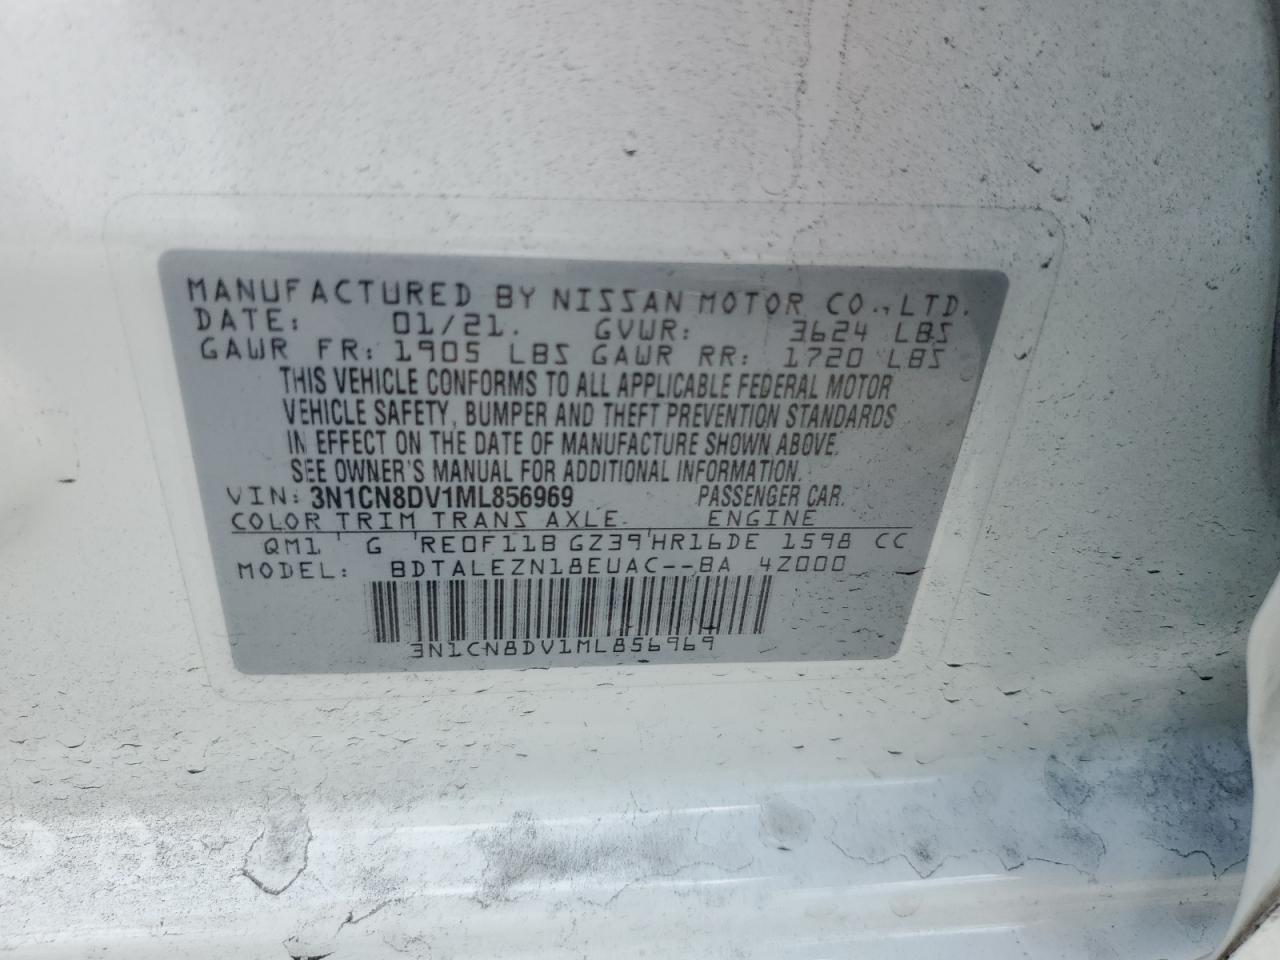 MANUFACTURED BY NISSAN MOTOR CO., LTD.
DATE: 01/21. GVWR: 3624 LBS
GAWR FR: 1905 LBS GAWR RR: 1720 LBS
THIS VEHICLE CONFORMS TO ALL APPLICABLE FEDERAL MOTOR
VEHICLE SAFETY, BUMPER AND THEFT PREVENTION STANDARDS
IN EFFECT ON THE DATE OF MANUFACTURE SHOWN ABOVE.
SEE OWNER'S MANUAL FOR ADDITIONAL INFORMATION.
VIN: 3N1CN8DV1ML856969 PASSENGER CAR.
COLOR TRIM TRANS AXLE ENGINE
QM1 G RE0F11B GZ39 HR16DE 1598 CC
MODEL: BDTALEZN18EUAC--BA 4Z000
3N1CN8DV1ML856969